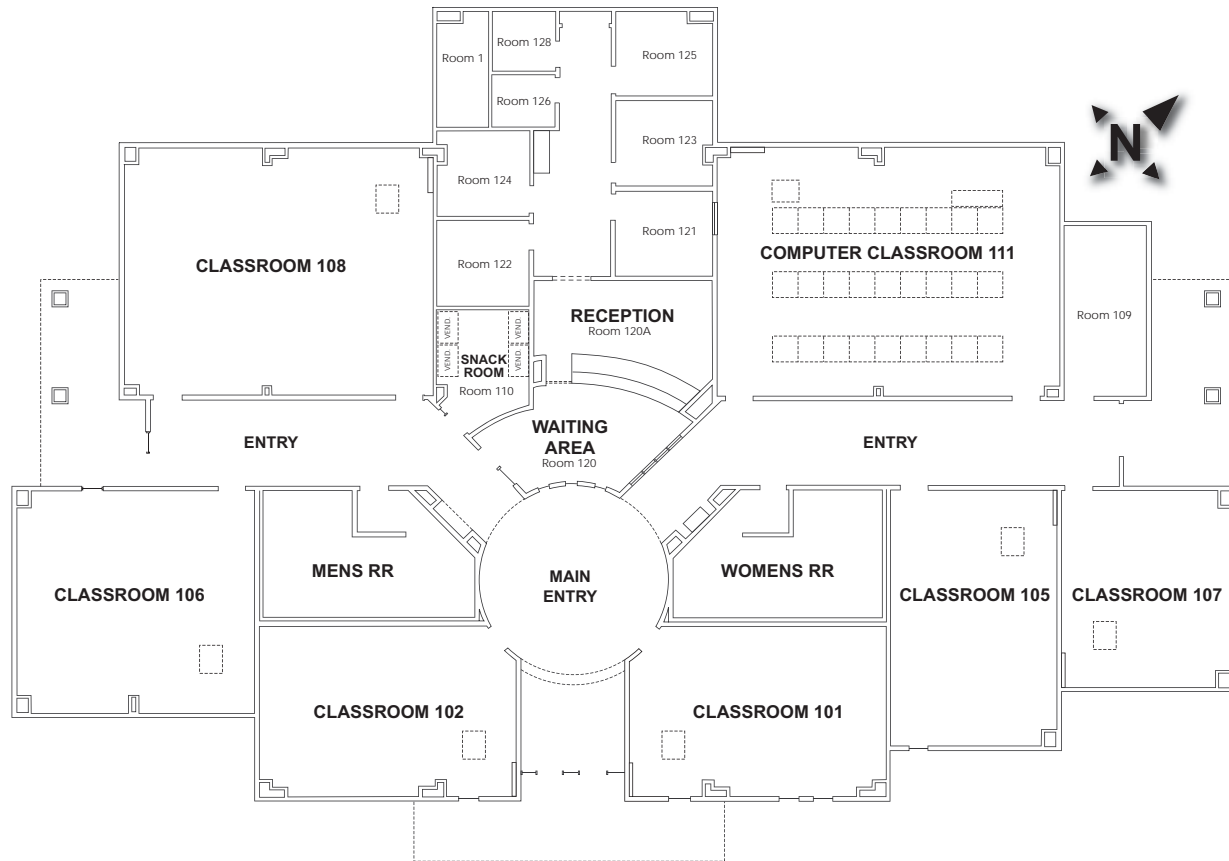 Room 1
Room 128
Room 125
Room 126
Room 123
N
Room 124
Room 121
Room 122
CLASSROOM 108
COMPUTER CLASSROOM 111
RECEPTION
Room 120A
Room 109
VEND.
VEND.
VEND.
VEND.
SNACK
ROOM
Room 110
WAITING
AREA
Room 120
ENTRY
ENTRY
MENS RR
MAIN
ENTRY
WOMENS RR
CLASSROOM 106
CLASSROOM 105
CLASSROOM 107
CLASSROOM 102
CLASSROOM 101